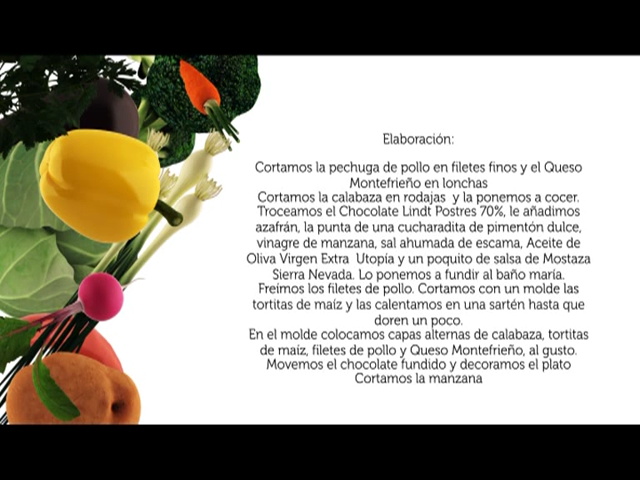 Elaboración:
Cortamos la pechuga de pollo en filetes finos y el Queso
Montefrieño en lonchas
Cortamos la calabaza en rodajas y la ponemos a cocer.
Troceamos el Chocolate Lindt Postres 70%, le añadimos
azafrán, la punta de una cucharadita de pimentón dulce,
vinagre de manzana, sal ahumada de escama, Aceite de
Oliva Virgen Extra Utopía y un poquito de salsa de Mostaza
Sierra Nevada. Lo ponemos a fundir al baño maría.
Freímos los filetes de pollo. Cortamos con un molde las
tortitas de maíz y las calentamos en una sartén hasta que
doren un poco.
En el molde colocamos capas alternas de calabaza, tortitas
de maíz, filetes de pollo y Queso Montefrieño, al gusto.
Movemos el chocolate fundido y decoramos el plato
Cortamos la manzana